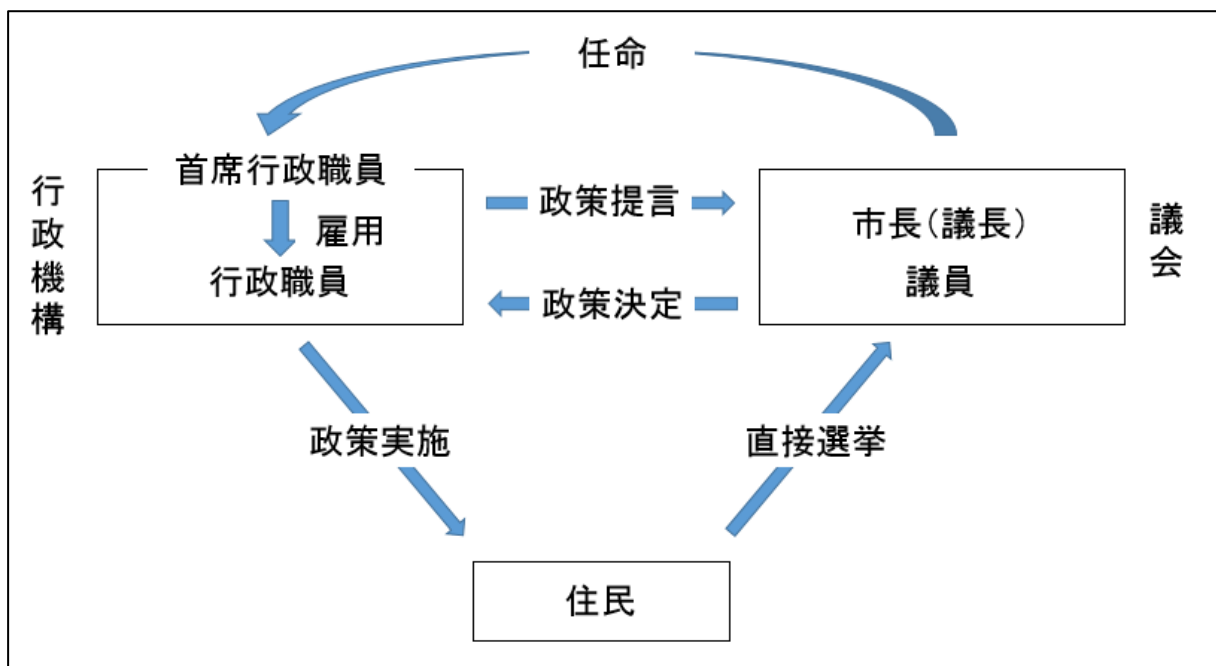 任命
行政機構
首席行政職員
雇用
行政職員
政策提言
政策決定
市長（議長）
議員
議会
政策実施
直接選挙
住民